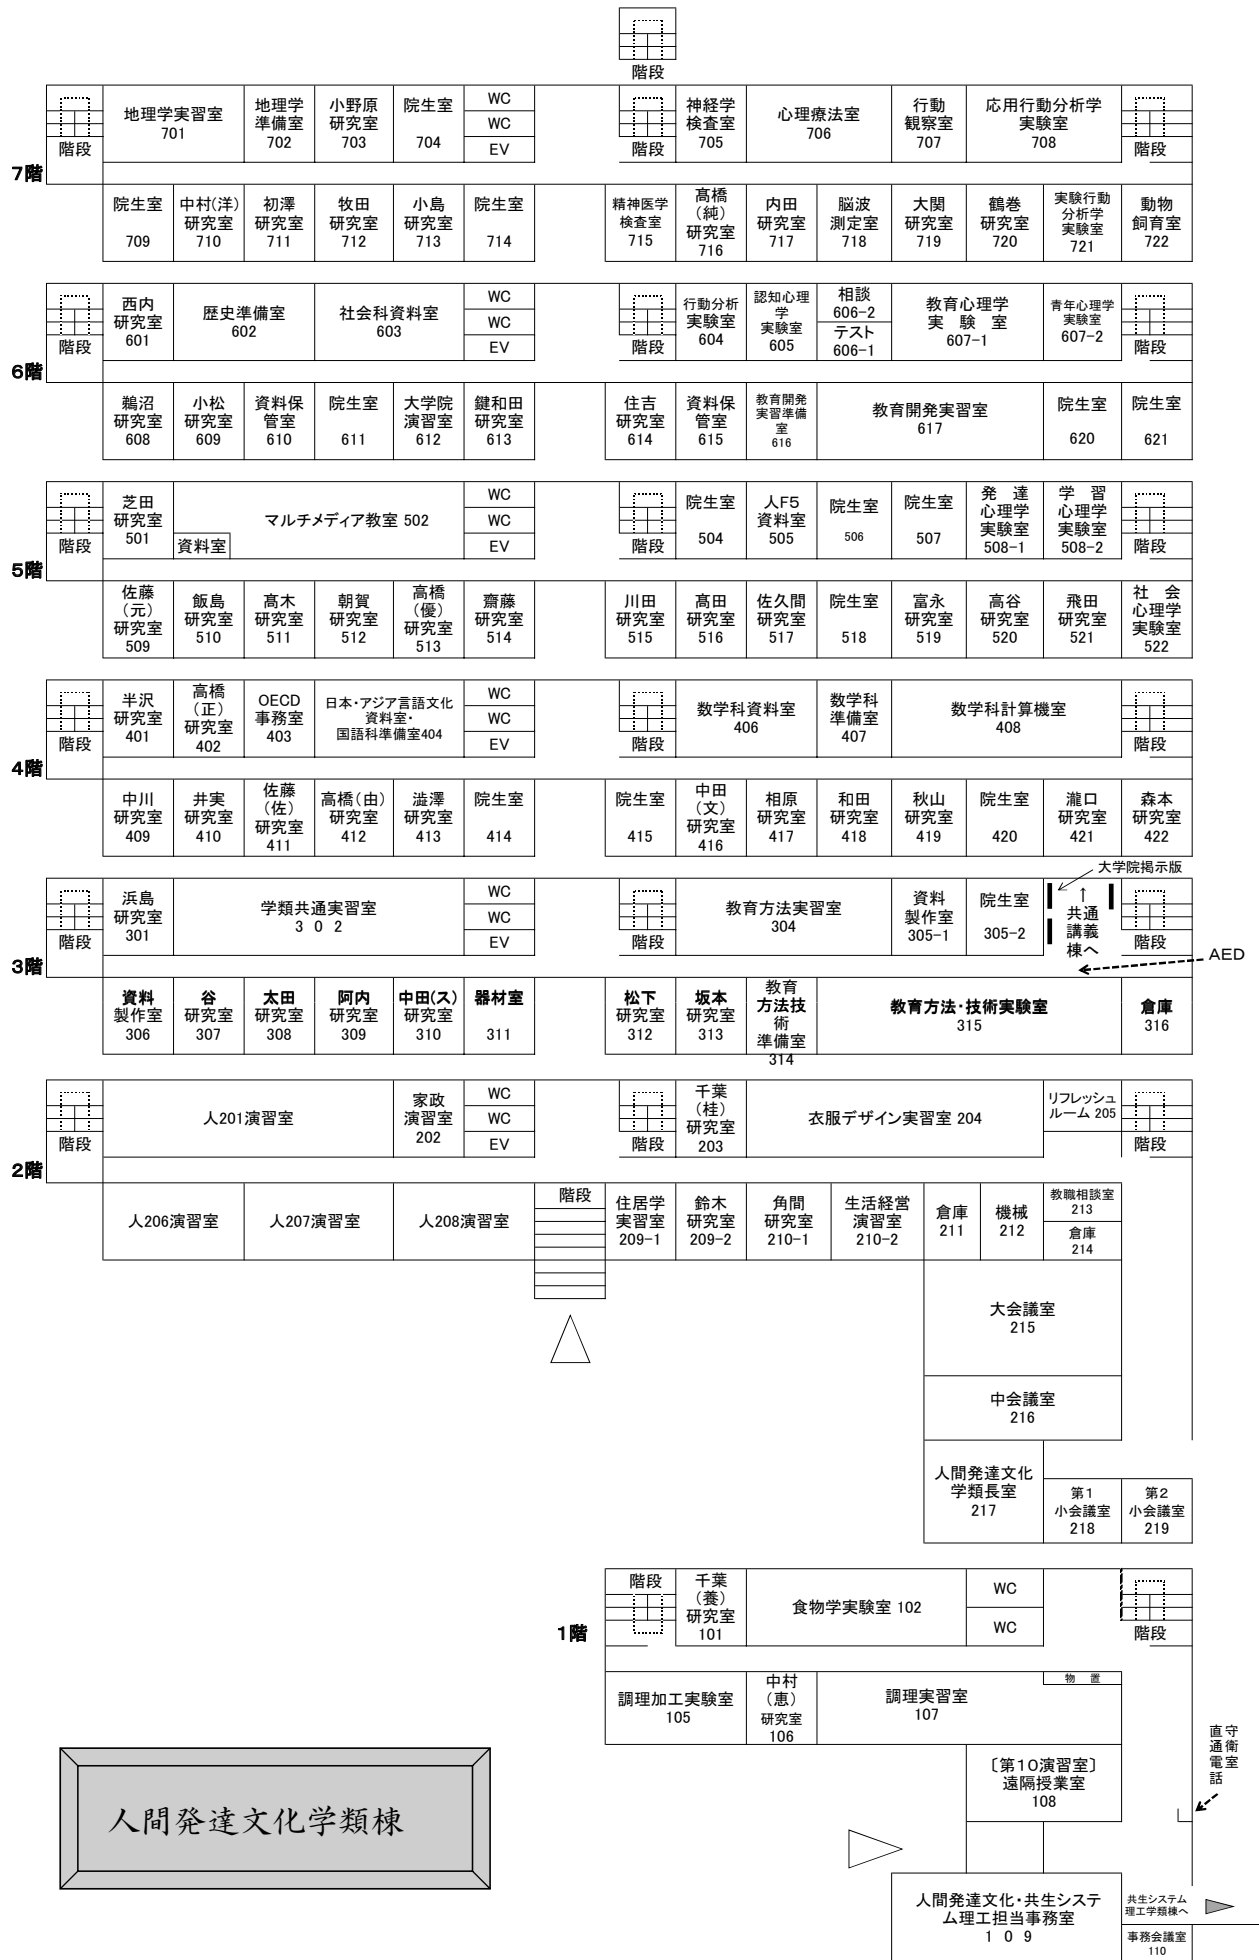 階段
地理学実習室
701
地理学
準備室
702
小野原
研究室
703
院生室
704
WC
WC
EV
神経学
検査室
705
心理療法室
706
行動
観察室
707
応用行動分析学
実験室
708
階段
階段
階段
7階
院生室
709
中村(洋)
研究室
710
初澤
研究室
711
牧田
研究室
712
小島
研究室
713
院生室
714
精神医学
検査室
715
髙橋
(純)
研究室
716
内田
研究室
717
脳波
測定室
718
大関
研究室
719
鶴巻
研究室
720
実験行動
分析学
実験室
721
動物
飼育室
722
西内
研究室
601
歴史準備室
602
社会科資料室
603
WC
WC
EV
行動分析
実験室
604
認知心理
学
実験室
605
相談
606-2
テスト
606-1
教育心理学
実 験 室
607-1
青年心理学
実験室
607-2
階段
階段
階段
6階
鵜沼
研究室
608
小松
研究室
609
資料保
管室
610
院生室
611
大学院
演習室
612
鍵和田
研究室
613
住吉
研究室
614
資料保
管室
615
教育開発
実習準備
室
616
教育開発実習室
617
院生室
620
院生室
621
芝田
研究室
501
資料室
マルチメディア教室 502
WC
WC
EV
院生室
504
人F5
資料室
505
院生室
506
院生室
507
発 達
心理学
実験室
508-1
学 習
心理学
実験室
508-2
階段
階段
階段
5階
佐藤
(元)
研究室
509
飯島
研究室
510
髙木
研究室
511
朝賀
研究室
512
高橋
(優)
研究室
513
齋藤
研究室
514
川田
研究室
515
髙田
研究室
516
佐久間
研究室
517
院生室
518
富永
研究室
519
高谷
研究室
520
飛田
研究室
521
社 会
心理学
実験室
522
半沢
研究室
401
高橋
(正)
研究室
402
OECD
事務室
403
日本・アジア言語文化
資料室・
国語科準備室404
WC
WC
EV
数学科資料室
406
数学科
準備室
407
数学科計算機室
408
階段
階段
階段
4階
中川
研究室
409
井実
研究室
410
佐藤
(佐)
研究室
411
高橋(由)
研究室
412
澁澤
研究室
413
院生室
414
院生室
415
中田
(文)
研究室
416
相原
研究室
417
和田
研究室
418
秋山
研究室
419
院生室
420
瀧口
研究室
421
森本
研究室
422
大学院掲示版
浜島
研究室
301
学類共通実習室
3 0 2
WC
WC
EV
教育方法実習室
304
資料
製作室
305-1
院生室
305-2
↑
共通
講義
棟へ
階段
階段
階段
AED
3階
資料
製作室
306
谷
研究室
307
太田
研究室
308
阿内
研究室
309
中田(ス)
研究室
310
器材室
311
松下
研究室
312
坂本
研究室
313
教育
方法技
術
準備室
314
教育方法・技術実験室
315
倉庫
316
人201演習室
家政
演習室
202
WC
WC
EV
千葉
(桂)
研究室
203
衣服デザイン実習室 204
リフレッシュ
ルーム 205
階段
階段
階段
2階
人206演習室
人207演習室
人208演習室
階段
住居学
実習室
209-1
鈴木
研究室
209-2
角間
研究室
210-1
生活経営
演習室
210-2
倉庫
211
機械
212
教職相談室
213
倉庫
214
大会議室
215
中会議室
216
人間発達文化
学類長室
217
第1
小会議室
218
第2
小会議室
219
階段
千葉
(養)
研究室
101
食物学実験室 102
WC
WC
階段
1階
調理加工実験室
105
中村
(恵)
研究室
106
調理実習室
107
物 置
〔第10演習室〕
遠隔授業室
108
守衛室
直通電話
人間発達文化学類棟
人間発達文化・共生システ
ム理工担当事務室
1 0 9
共生システム
理工学類棟へ
事務会議室
110